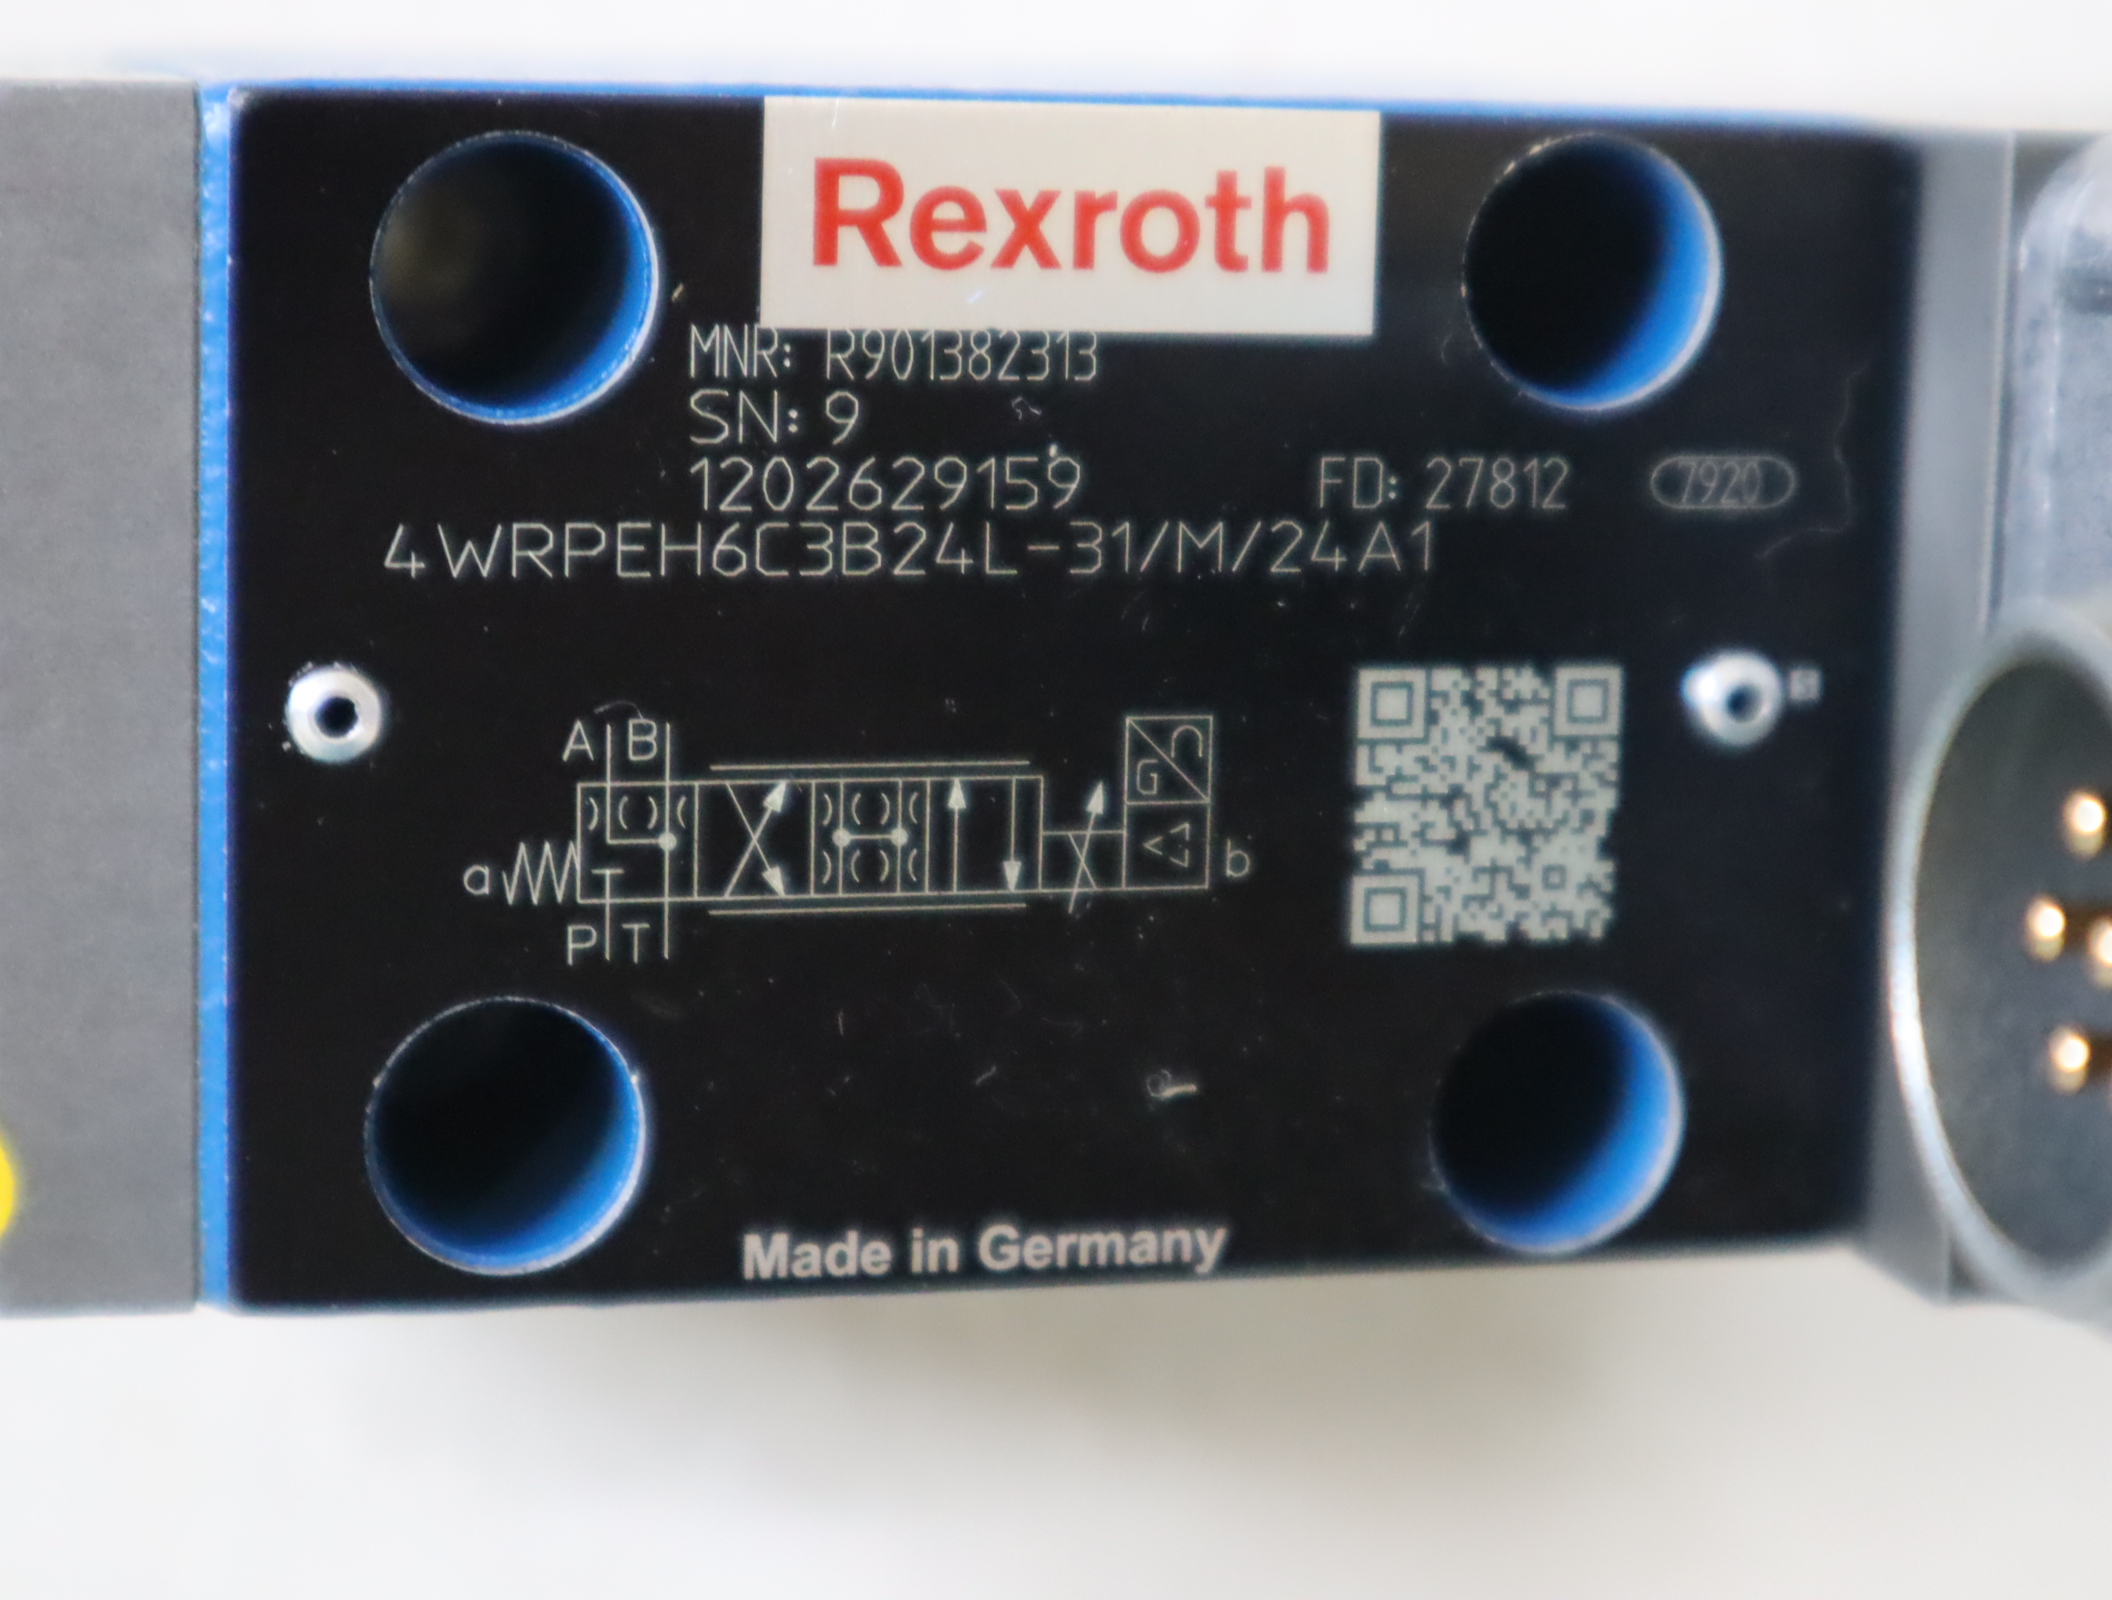 Rexroth
MNR: R901382313
SN: 9
1202629159 FD: 27812 7920
4WRPEH6C3B24L-31/M/24A1
A B
G U
a T b
P T
Made in Germany